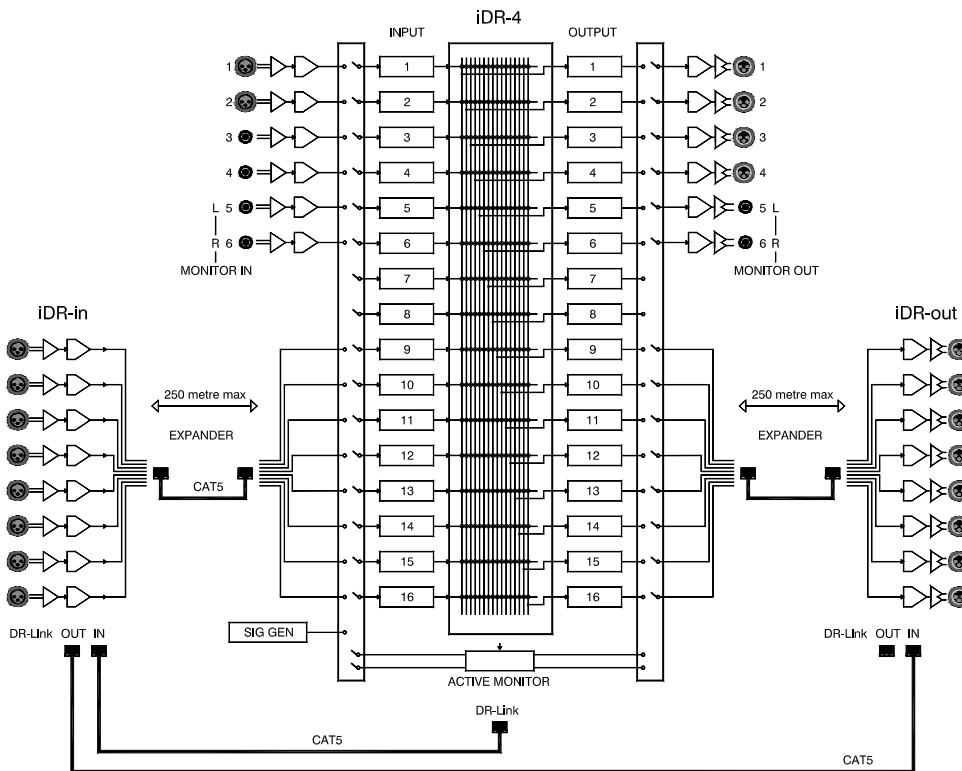 iDR-4
INPUT OUTPUT
1 1 1 1
2 2 2 2
3 3 3 3
4 4 4 4
L 5 5 5 5 L
R 6 6 6 6 R
MONITOR IN MONITOR OUT
7 7
8 8
iDR-in iDR-out
9 9
10 10
250 metre max 250 metre max
11 11
EXPANDER EXPANDER
12 12
CAT5
13 13
14 14
15 15
16 16
DR-Link OUT IN DR-Link OUT IN
SIG GEN
ACTIVE MONITOR
DR-Link
CAT5
CAT5